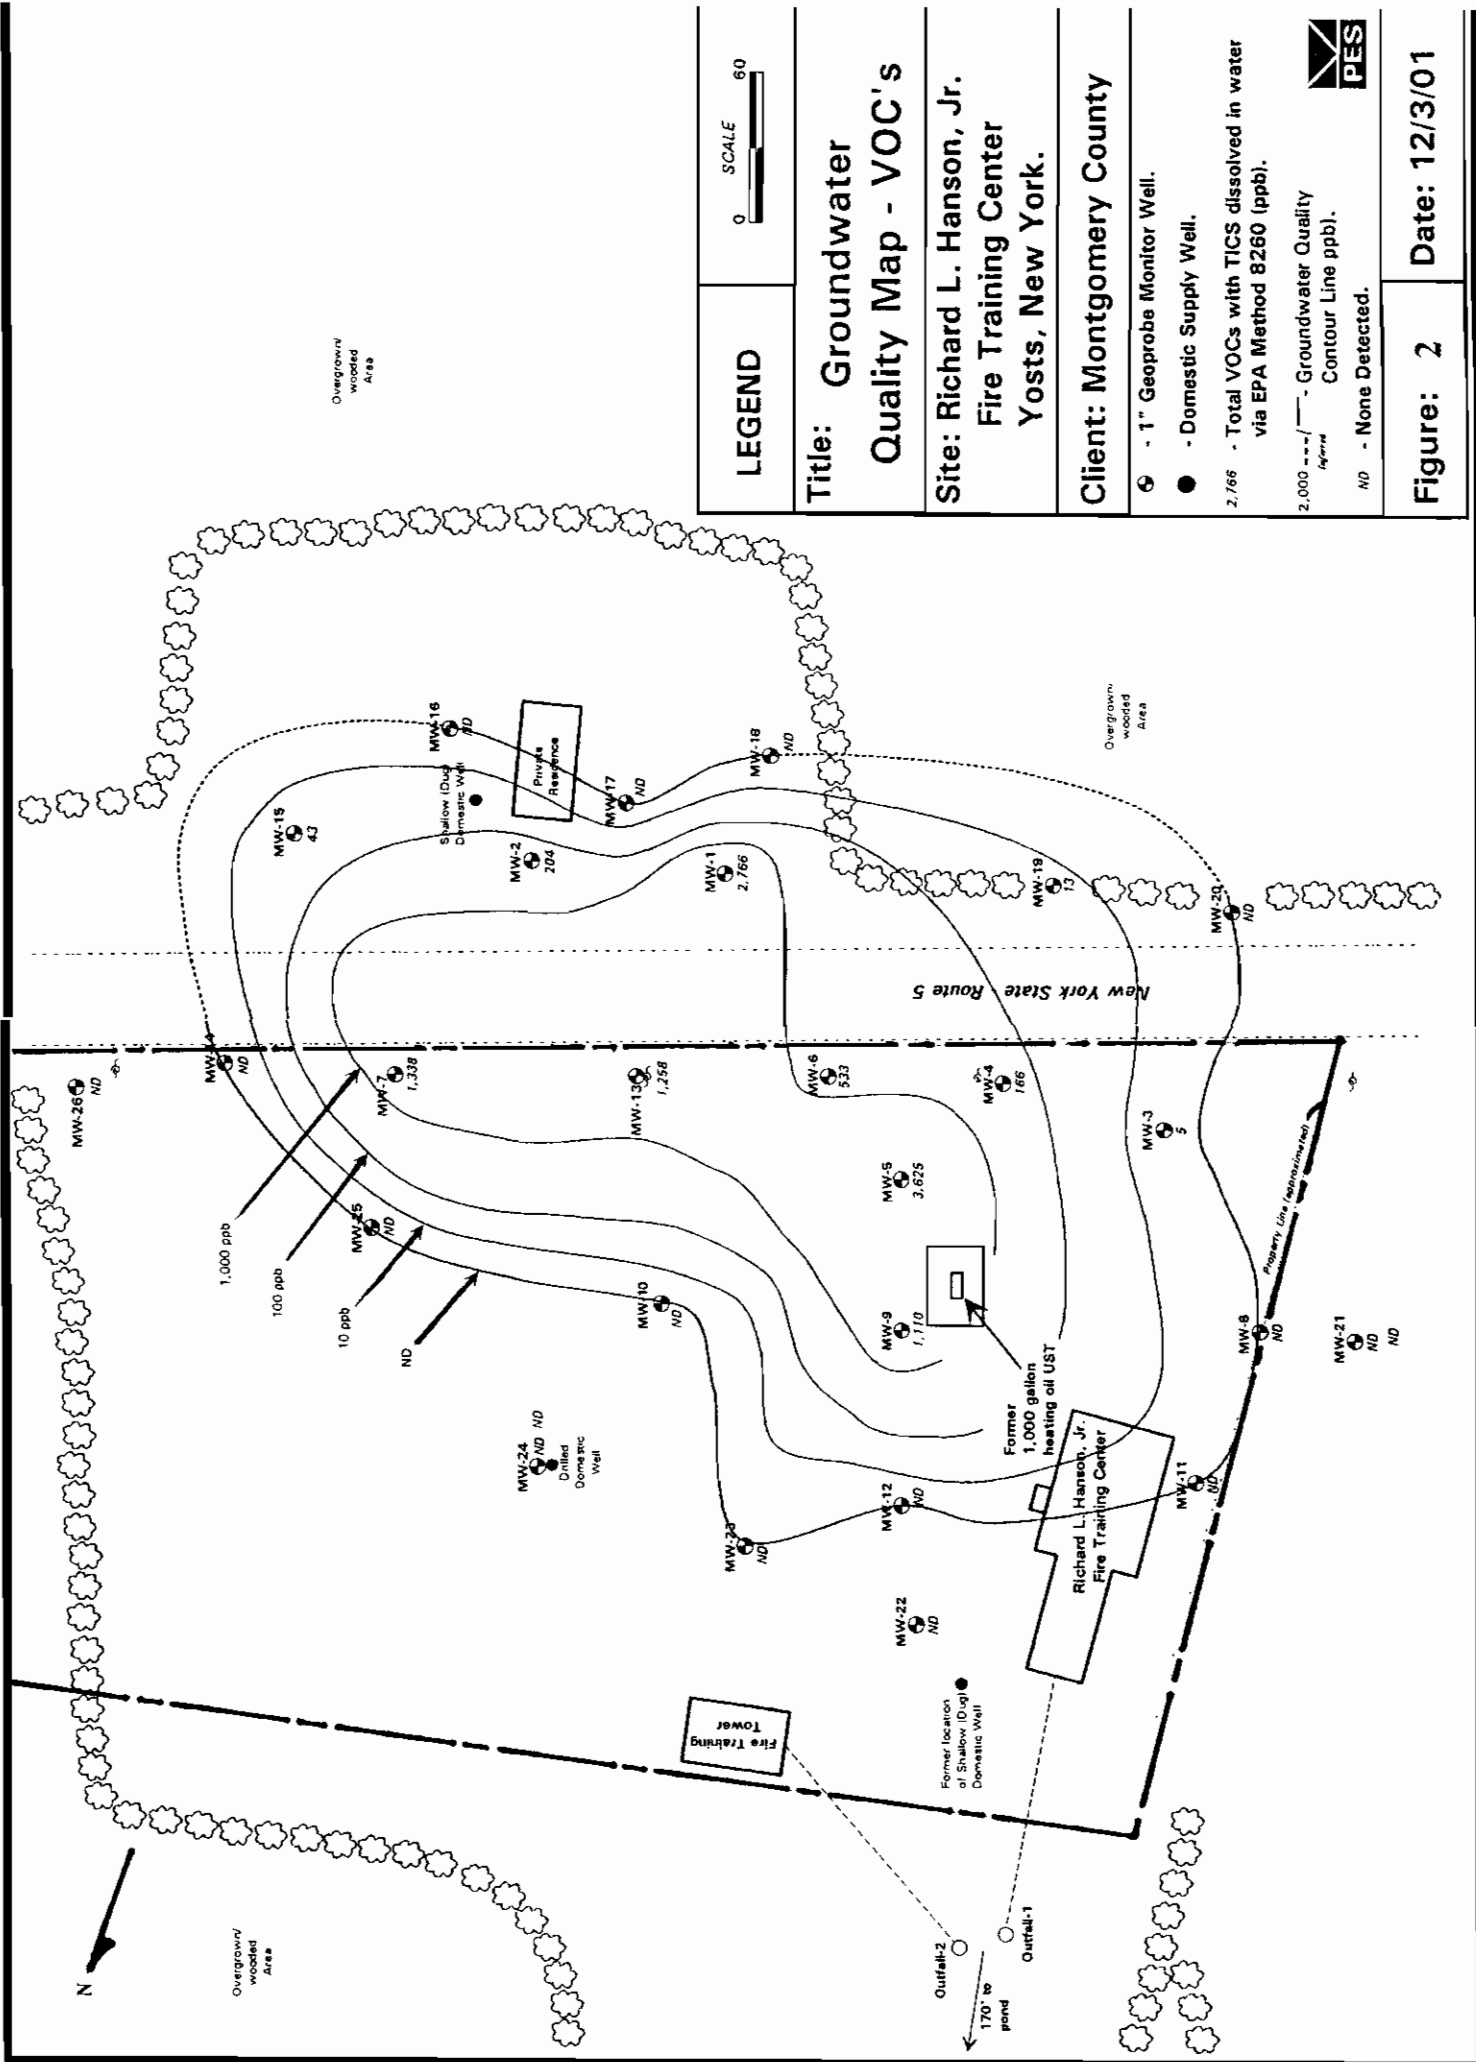 LEGEND
SCALE
0 60
Title: Groundwater
Quality Map - VOC's
Site: Richard L. Hanson, Jr.
Fire Training Center
Yosts, New York.
Client: Montgomery County
- 1" Geoprobe Monitor Well.
- Domestic Supply Well.
2,766 - Total VOCs with TICS dissolved in water
via EPA Method 8260 (ppb).
2,000 ---/— - Groundwater Quality
Inferred Contour Line ppb).
ND - None Detected.
PES
Figure: 2
Date: 12/3/01
N
Overgrown/
wooded
Area
Overgrown/
wooded
Area
Overgrown/
wooded
Area
MW-26
ND
ND
MW-7
1,338
MW-13
1,258
MW-6
533
MW-4
166
MW-3
5
MW-5
3,625
MW-9
1,110
MW-25
ND
MW-10
ND
MW-24
ND ND
Drilled
Domestic
Well
MW-23
ND
MW-12
ND
MW-22
ND
MW-11
ND
MW-8
ND
MW-21
ND
ND
MW-15
43
MW-16
ND
Shallow (Dug)
Domestic Well
Private
Residence
MW-2
204
MW-17
ND
MW-1
2,766
MW-18
ND
MW-19
13
MW-20
ND
New York State - Route 5
1,000 ppb
100 ppb
10 ppb
ND
Former
1,000 gallon
heating oil UST
Richard L. Hanson, Jr.
Fire Training Center
Property Line (approximated)
Fire Training
Tower
Former location
of Shallow (Dug)
Domestic Well
Outfall-2
Outfall-1
170' to
pond